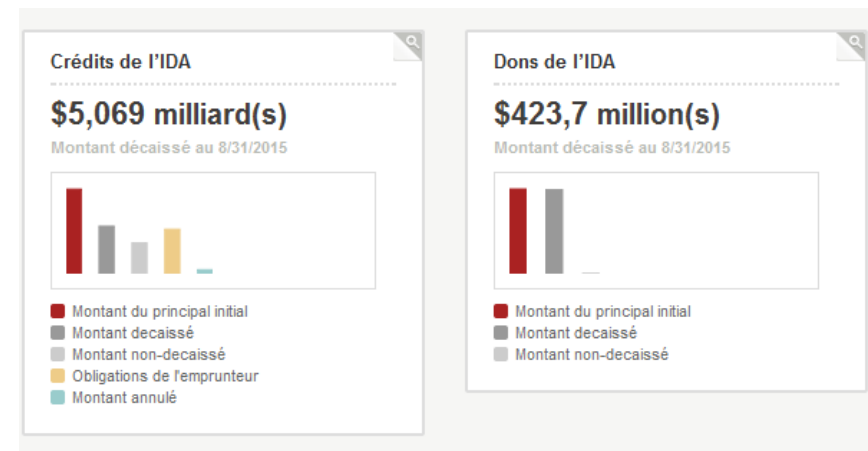 Crédits de l'IDA
$5,069 milliard(s)
Montant décaissé au 8/31/2015
Montant du principal initial
Montant decaissé
Montant non-decaissé
Obligations de l'emprunteur
Montant annulé
Dons de l'IDA
$423,7 million(s)
Montant décaissé au 8/31/2015
Montant du principal initial
Montant decaissé
Montant non-decaissé